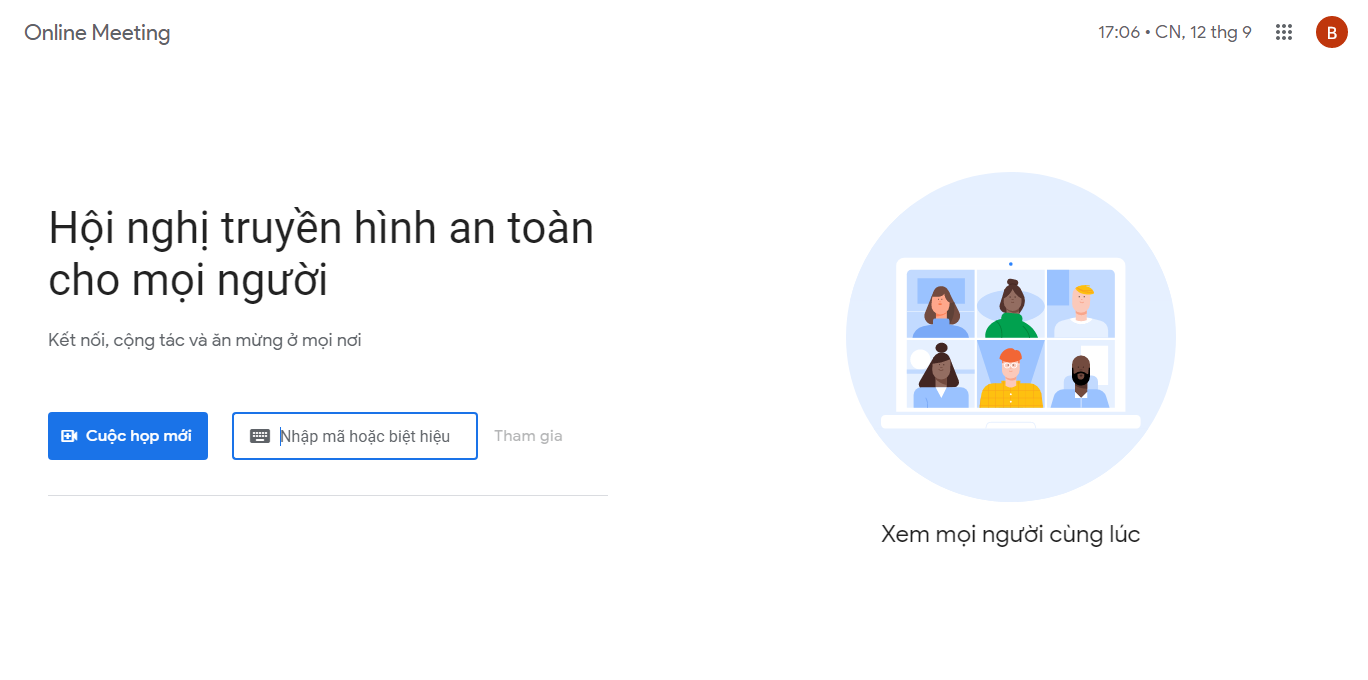 Online Meeting
17:06 • CN, 12 thg 9
B
Hội nghị truyền hình an toàn
cho mọi người
Kết nối, cộng tác và ăn mừng ở mọi nơi
Cuộc họp mới
Nhập mã hoặc biệt hiệu
Tham gia
Xem mọi người cùng lúc